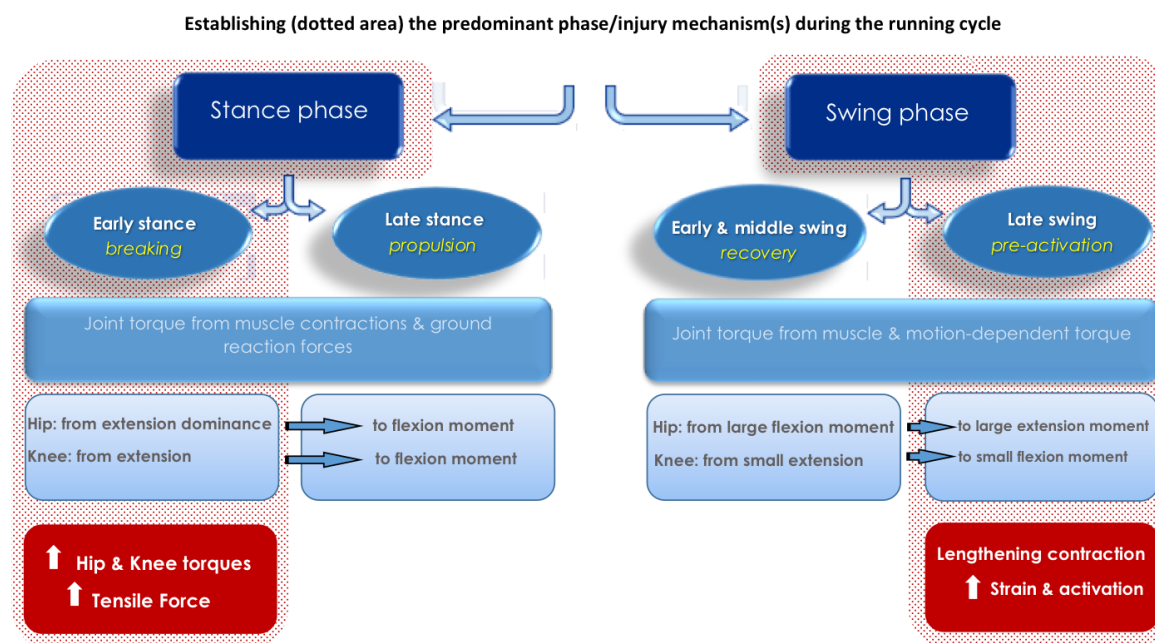 Establishing (dotted area) the predominant phase/injury mechanism(s) during the running cycle
Stance phase
Swing phase
Early stance
breaking
Late stance
propulsion
Early & middle swing
recovery
Late swing
pre-activation
Joint torque from muscle contractions & ground
reaction forces
Joint torque from muscle & motion-dependent torque
Hip: from extension dominance
to flexion moment
Knee: from extension
to flexion moment
Hip: from large flexion moment
to large extension moment
Knee: from small extension
to small flexion moment
Hip & Knee torques
Tensile Force
Lengthening contraction
Strain & activation